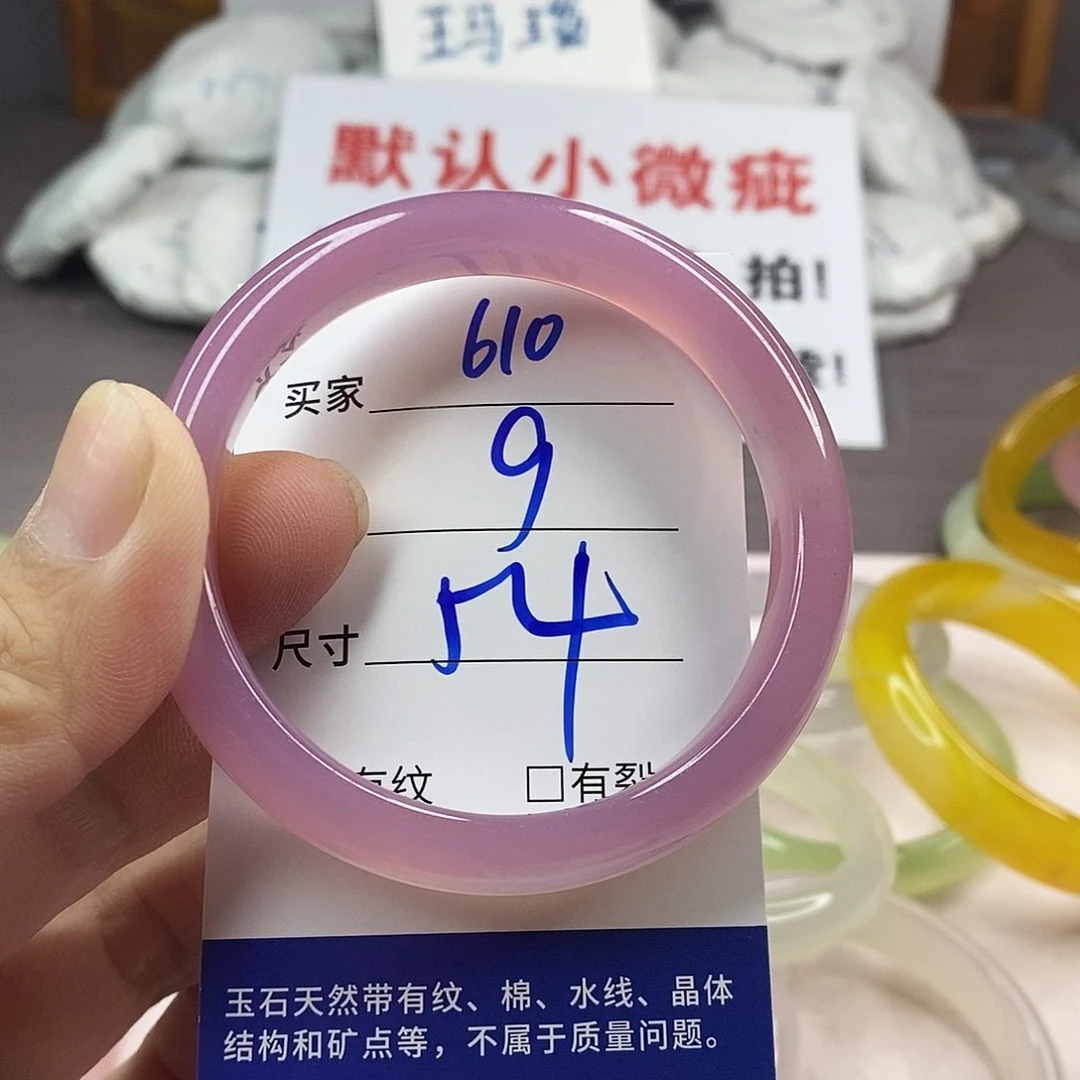 玛瑙
默认小微疵
拍!
!
610
买家
9
54
尺寸
有纹 □有裂
玉石天然带有纹、棉、水线、晶体
结构和矿点等，不属于质量问题。